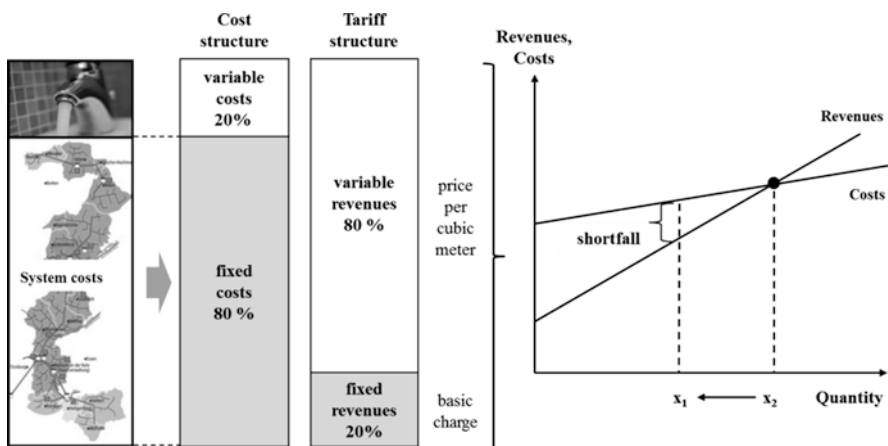 Cost
structure
Tariff
structure
Revenues,
Costs
variable
costs
20%
System costs
fixed
costs
80 %
variable
revenues
80 %
fixed
revenues
20%
price
per
cubic
meter
basic
charge
Revenues
Costs
shortfall
x₁
x₂
Quantity